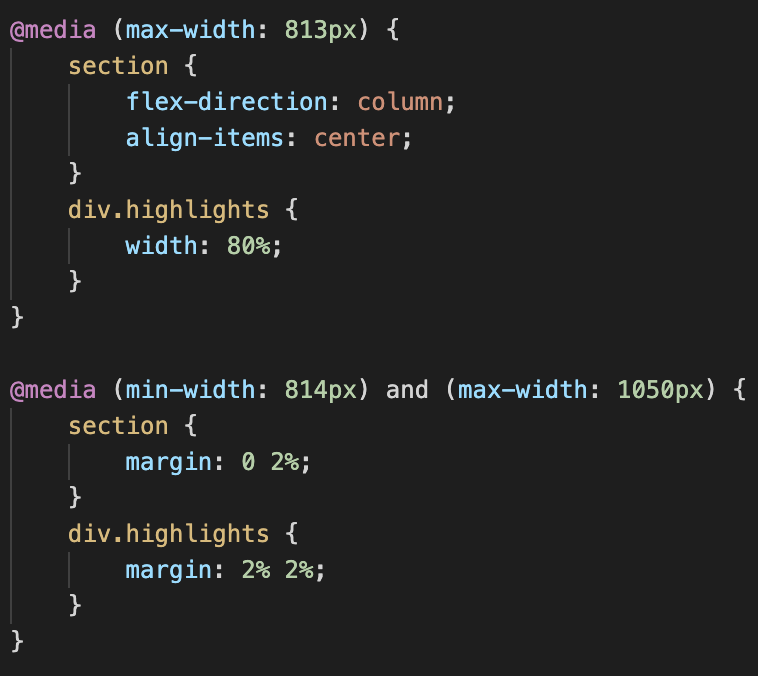 @media (max-width: 813px) {
    section {
        flex-direction: column;
        align-items: center;
    }
    div.highlights {
        width: 80%;
    }
}

@media (min-width: 814px) and (max-width: 1050px) {
    section {
        margin: 0 2%;
    }
    div.highlights {
        margin: 2% 2%;
    }
}